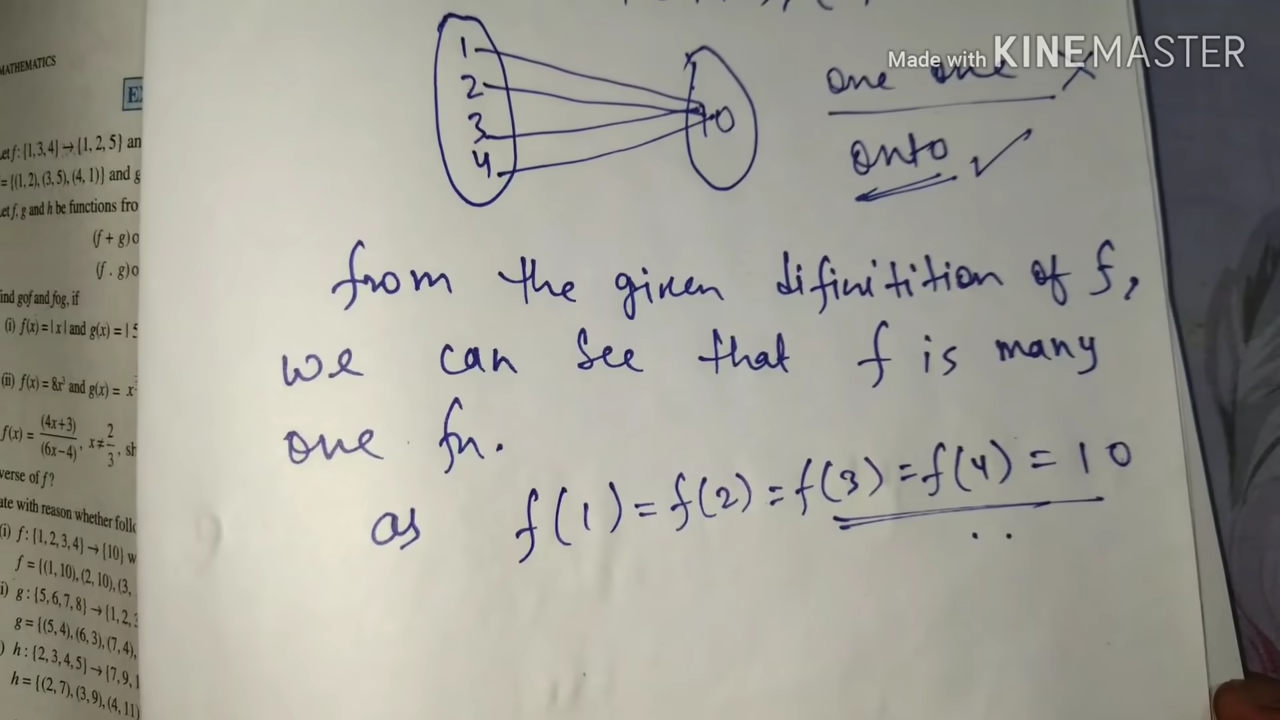 MATHEMATICS
et f : {1, 3, 4} → {1, 2, 5} an
= {(1, 2), (3, 5), (4, 1)} and g
et f, g and h be functions fro
(f + g)o
(f . g)o
ind gof and fog, if
(i) f(x) = | x | and g(x) = | 5
(ii) f(x) = 8x³ and g(x) = x
f(x) = (4x+3)/(6x−4), x ≠ 2/3, sh
verse of f?
ate with reason whether follo
(i) f : {1, 2, 3, 4} → {10} w
f = {(1, 10), (2, 10), (3,
i) g : {5, 6, 7, 8} → {1, 2, 3
g = {(5, 4), (6, 3), (7, 4),
) h : {2, 3, 4, 5} → {7, 9, 1
h = {(2, 7), (3, 9), (4, 11)
1
2
3
4
10
Made with KINEMASTER
one one X
onto ✓
from the given difinitition of f,
we can see that f is many
one fn.
as f(1) = f(2) = f(3) = f(4) = 10